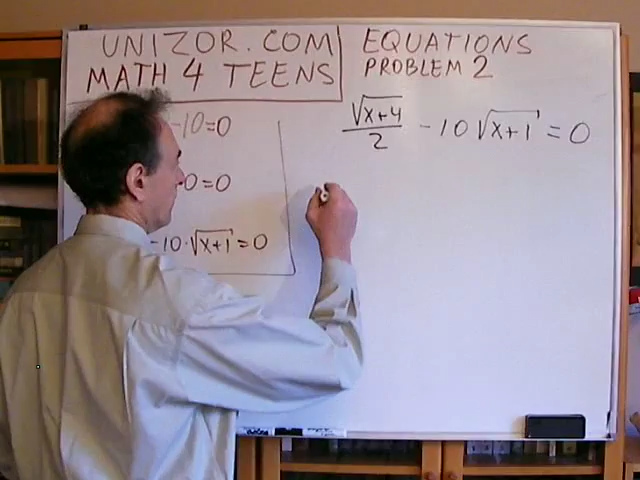 UNIZOR.COM
MATH 4 TEENS
EQUATIONS
PROBLEM 2
-10=0
0=0
-10·√x+1=0
√x+4/2 - 10√x+1 = 0